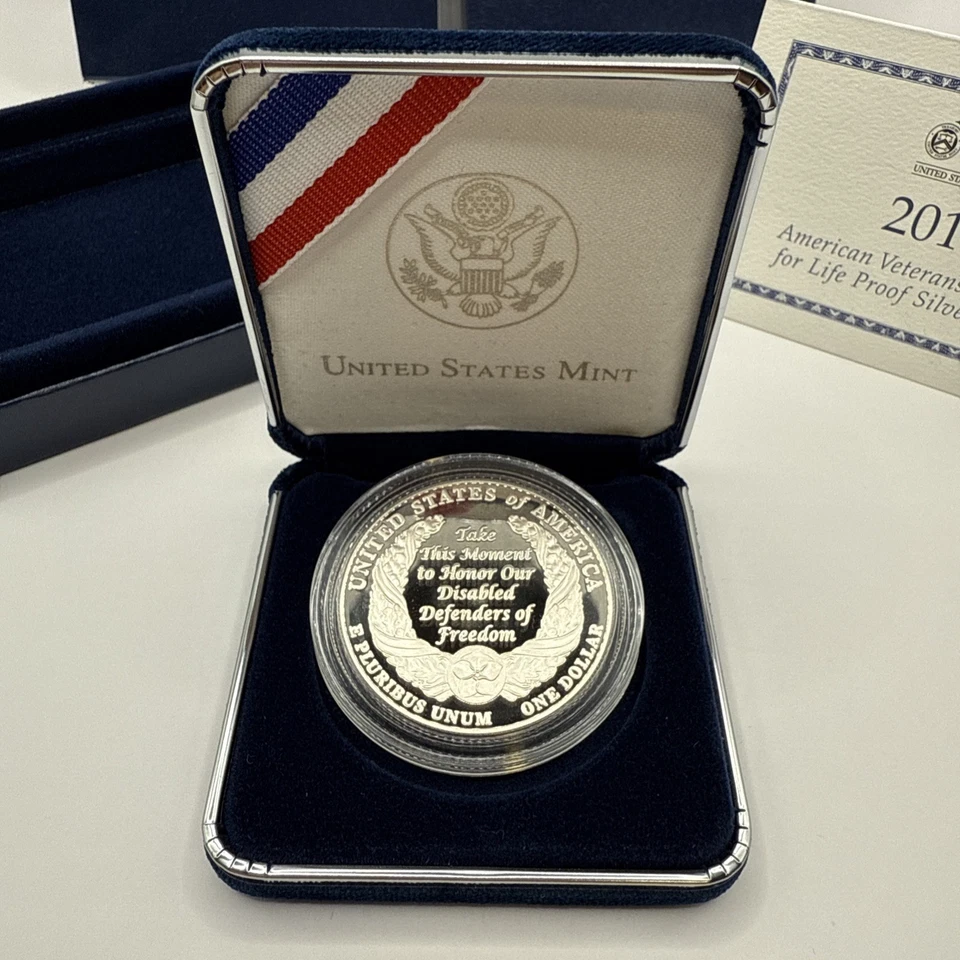 UNITED STATES MINT
UNITED STATES of AMERICA
Take
This Moment
to Honor Our
Disabled
Defenders of
Freedom
E PLURIBUS UNUM
ONE DOLLAR
UNITED
201
American Veterans
for Life Proof